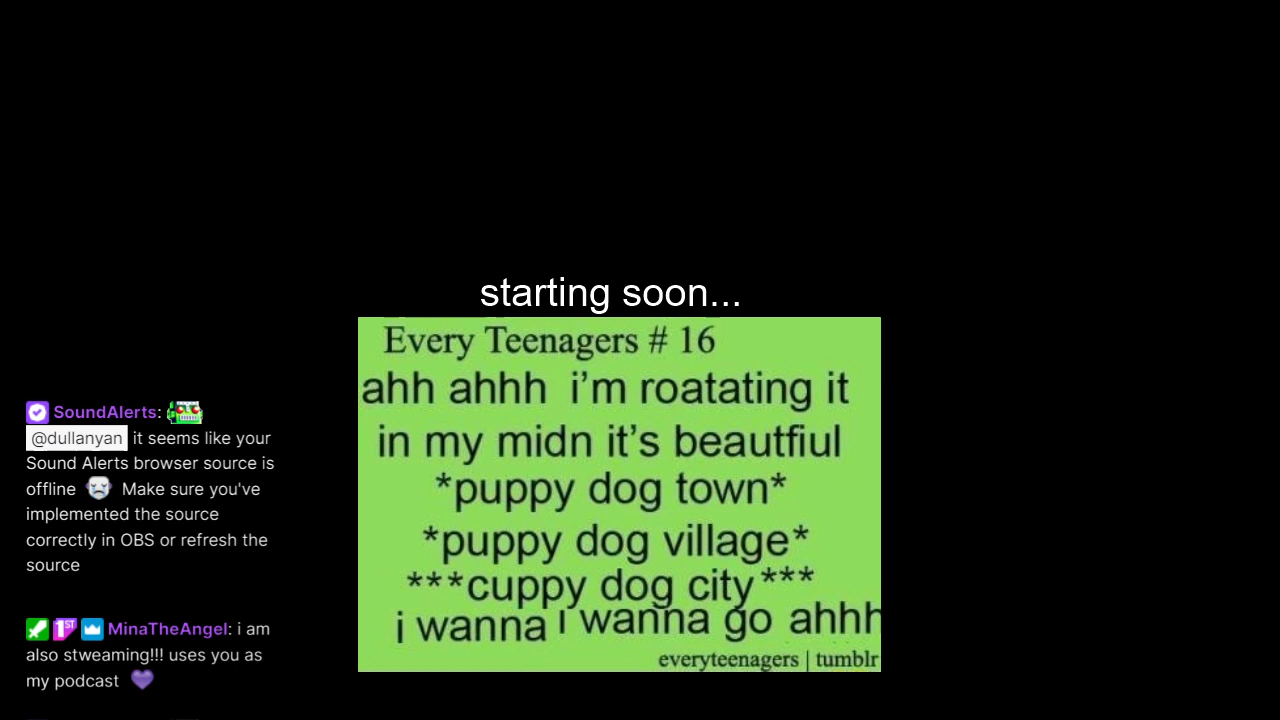 starting soon...
Every Teenagers # 16
ahh ahhh i'm roatating it
in my midn it's beautfiul
*puppy dog town*
*puppy dog village*
***cuppy dog city***
i wanna i wanna go ahhh
everyteenagers | tumblr
SoundAlerts:
@dullanyan it seems like your
Sound Alerts browser source is
offline Make sure you've
implemented the source
correctly in OBS or refresh the
source
1ST MinaTheAngel: i am
also stweaming!!! uses you as
my podcast